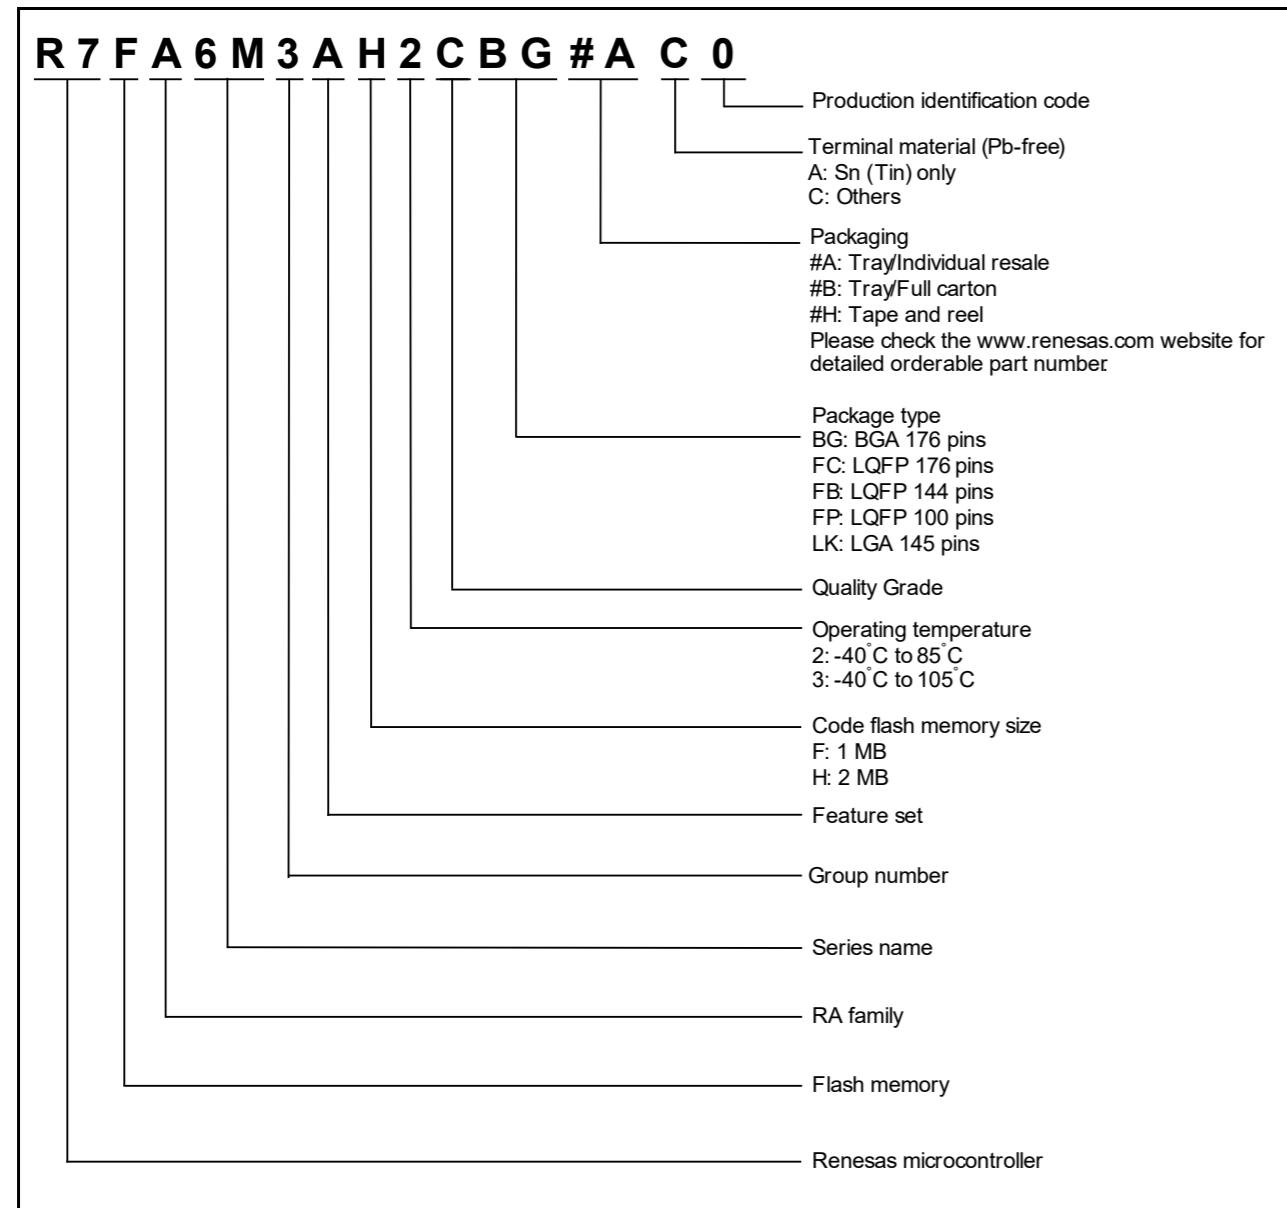 R 7 F A 6 M 3 A H 2 C B G # A C 0
Production identification code
Terminal material (Pb-free)
A: Sn (Tin) only
C: Others
Packaging
#A: Tray/Individual resale
#B: Tray/Full carton
#H: Tape and reel
Please check the www.renesas.com website for
detailed orderable part number.
Package type
BG: BGA 176 pins
FC: LQFP 176 pins
FB: LQFP 144 pins
FP: LQFP 100 pins
LK: LGA 145 pins
Quality Grade
Operating temperature
2: -40°C to 85°C
3: -40°C to 105°C
Code flash memory size
F: 1 MB
H: 2 MB
Feature set
Group number
Series name
RA family
Flash memory
Renesas microcontroller